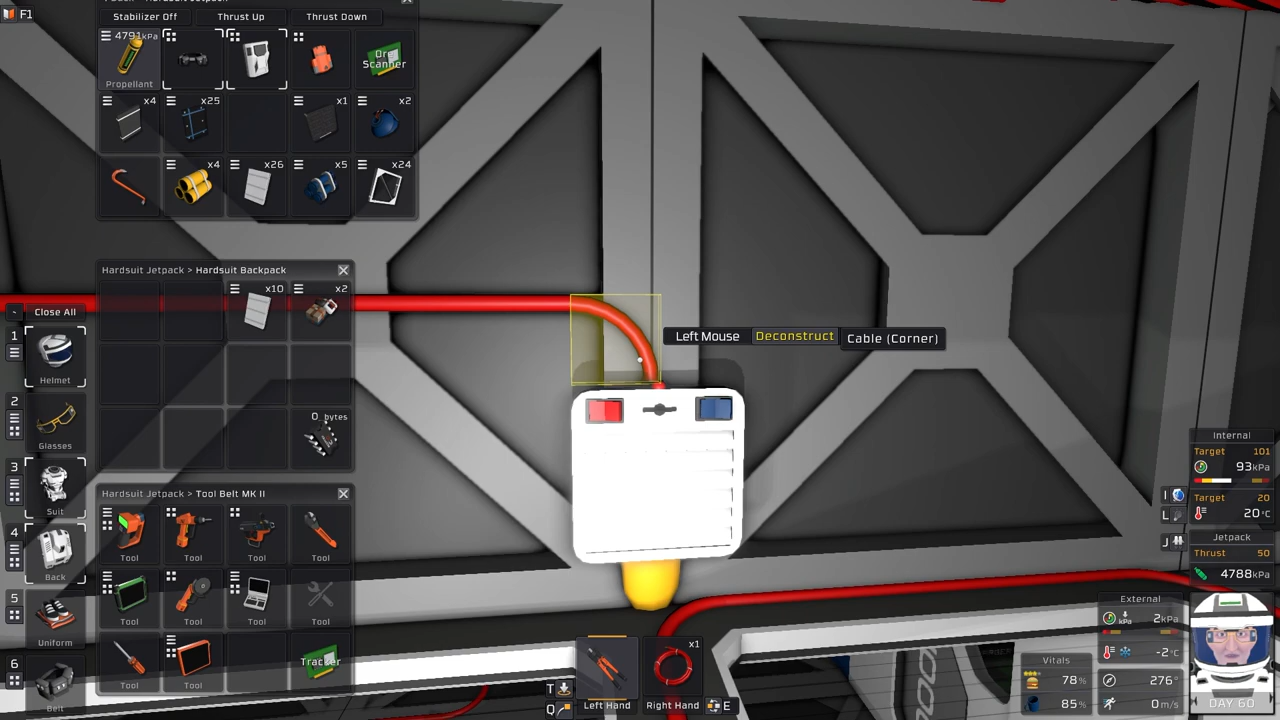 F1
Stabilizer Off
Thrust Up
Thrust Down
4791kPa
Propellant
Ore Scanner
x4
x25
x1
x2
x4
x26
x5
x24
Hardsuit Jetpack > Hardsuit Backpack
x10
x2
0 bytes
Close All
1
Helmet
2
Glasses
3
Suit
4
Back
5
Uniform
6
Belt
Hardsuit Jetpack > Tool Belt MK II
Tool
Tool
Tool
Tool
Tool
Tool
Tool
Tool
Tool
Tool
Tracker
Left Mouse
Deconstruct
Cable (Corner)
T
Q
Left Hand
x1
Right Hand
E
Internal
Target 101
93kPa
Target 20
20°C
I
L
J
Jetpack
Thrust 50
4788kPa
External
kPa
2kPa
-2°C
276°
0m/s
Vitals
78%
85%
DAY 60